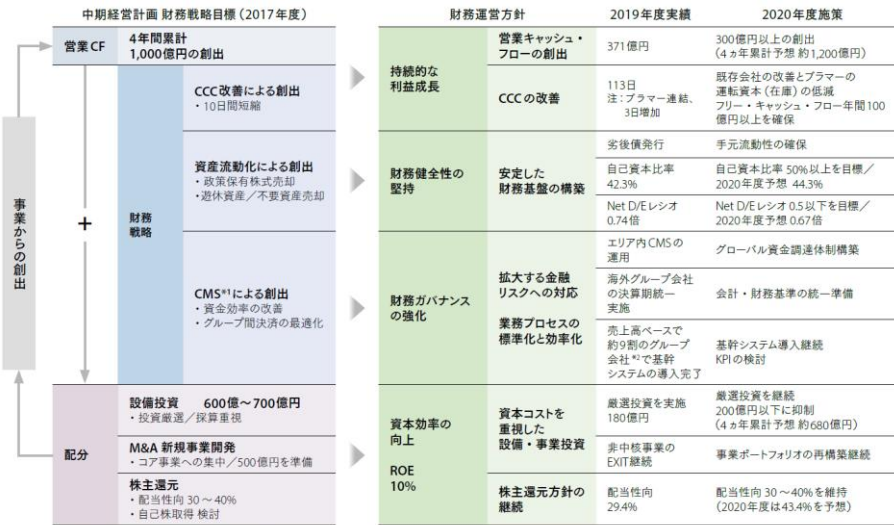 中期経営計画 財務戦略目標（2017年度）
営業CF
4年間累計
1,000億円の創出
事業からの創出
+
財務
戦略
CCC改善による創出
・10日間短縮
資産流動化による創出
・政策保有株式売却
・遊休資産／不要資産売却
CMS*1による創出
・資金効率の改善
・グループ間決済の最適化
配分
設備投資　600億～700億円
・投資厳選／採算重視
M&A 新規事業開発
・コア事業への集中／500億円を準備
株主還元
・配当性向 30～40%
・自己株取得 検討
財務運営方針
2019年度実績
2020年度施策
持続的な
利益成長
営業キャッシュ・
フローの創出
371億円
300億円以上の創出
（4ヵ年累計予想 約1,200億円）
CCCの改善
113日
注：ブラマー連結、
3日増加
既存会社の改善とブラマーの
運転資本（在庫）の低減
フリー・キャッシュ・フロー年間100
億円以上を確保
財務健全性の
堅持
安定した
財務基盤の構築
劣後債発行
手元流動性の確保
自己資本比率
42.3%
自己資本比率 50%以上を目標／
2020年度予想 44.3%
Net D/Eレシオ
0.74倍
Net D/Eレシオ 0.5以下を目標／
2020年度予想 0.67倍
財務ガバナンス
の強化
拡大する金融
リスクへの対応
業務プロセスの
標準化と効率化
エリア内CMSの
運用
グローバル資金調達体制構築
海外グループ会社
の決算期統一
実施
会計・財務基準の統一準備
売上高ベースで
約9割のグループ
会社*2で基幹
システムの導入完了
基幹システム導入継続
KPIの検討
資本効率の
向上
ROE
10%
資本コストを
重視した
設備・事業投資
厳選投資を実施
180億円
厳選投資を継続
200億円以下に抑制
（4ヵ年累計予想 約680億円）
非中核事業の
EXIT継続
事業ポートフォリオの再構築継続
株主還元方針の
継続
配当性向
29.4%
配当性向 30～40%を維持
（2020年度は43.4%を予想）